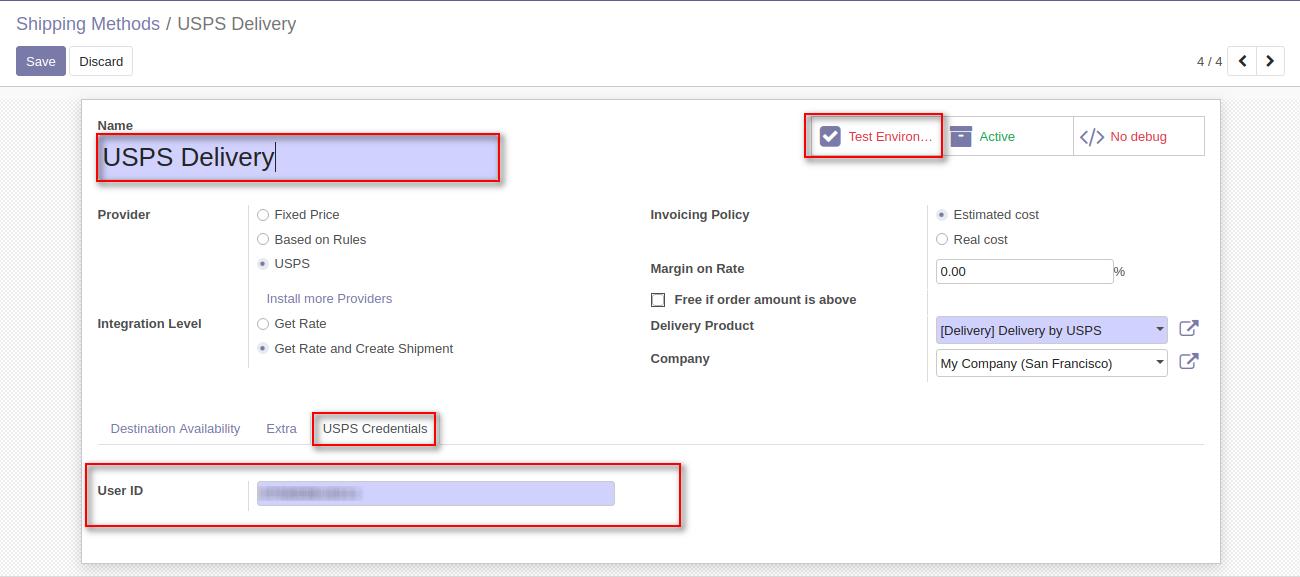 Shipping Methods / USPS Delivery
Save Discard 4 / 4
Name
USPS Delivery
Test Environ... Active No debug
Provider Fixed Price Invoicing Policy Estimated cost
Based on Rules Real cost
USPS Margin on Rate 0.00 %
Install more Providers Free if order amount is above
Integration Level Get Rate Delivery Product [Delivery] Delivery by USPS
Get Rate and Create Shipment Company My Company (San Francisco)
Destination Availability Extra USPS Credentials
User ID